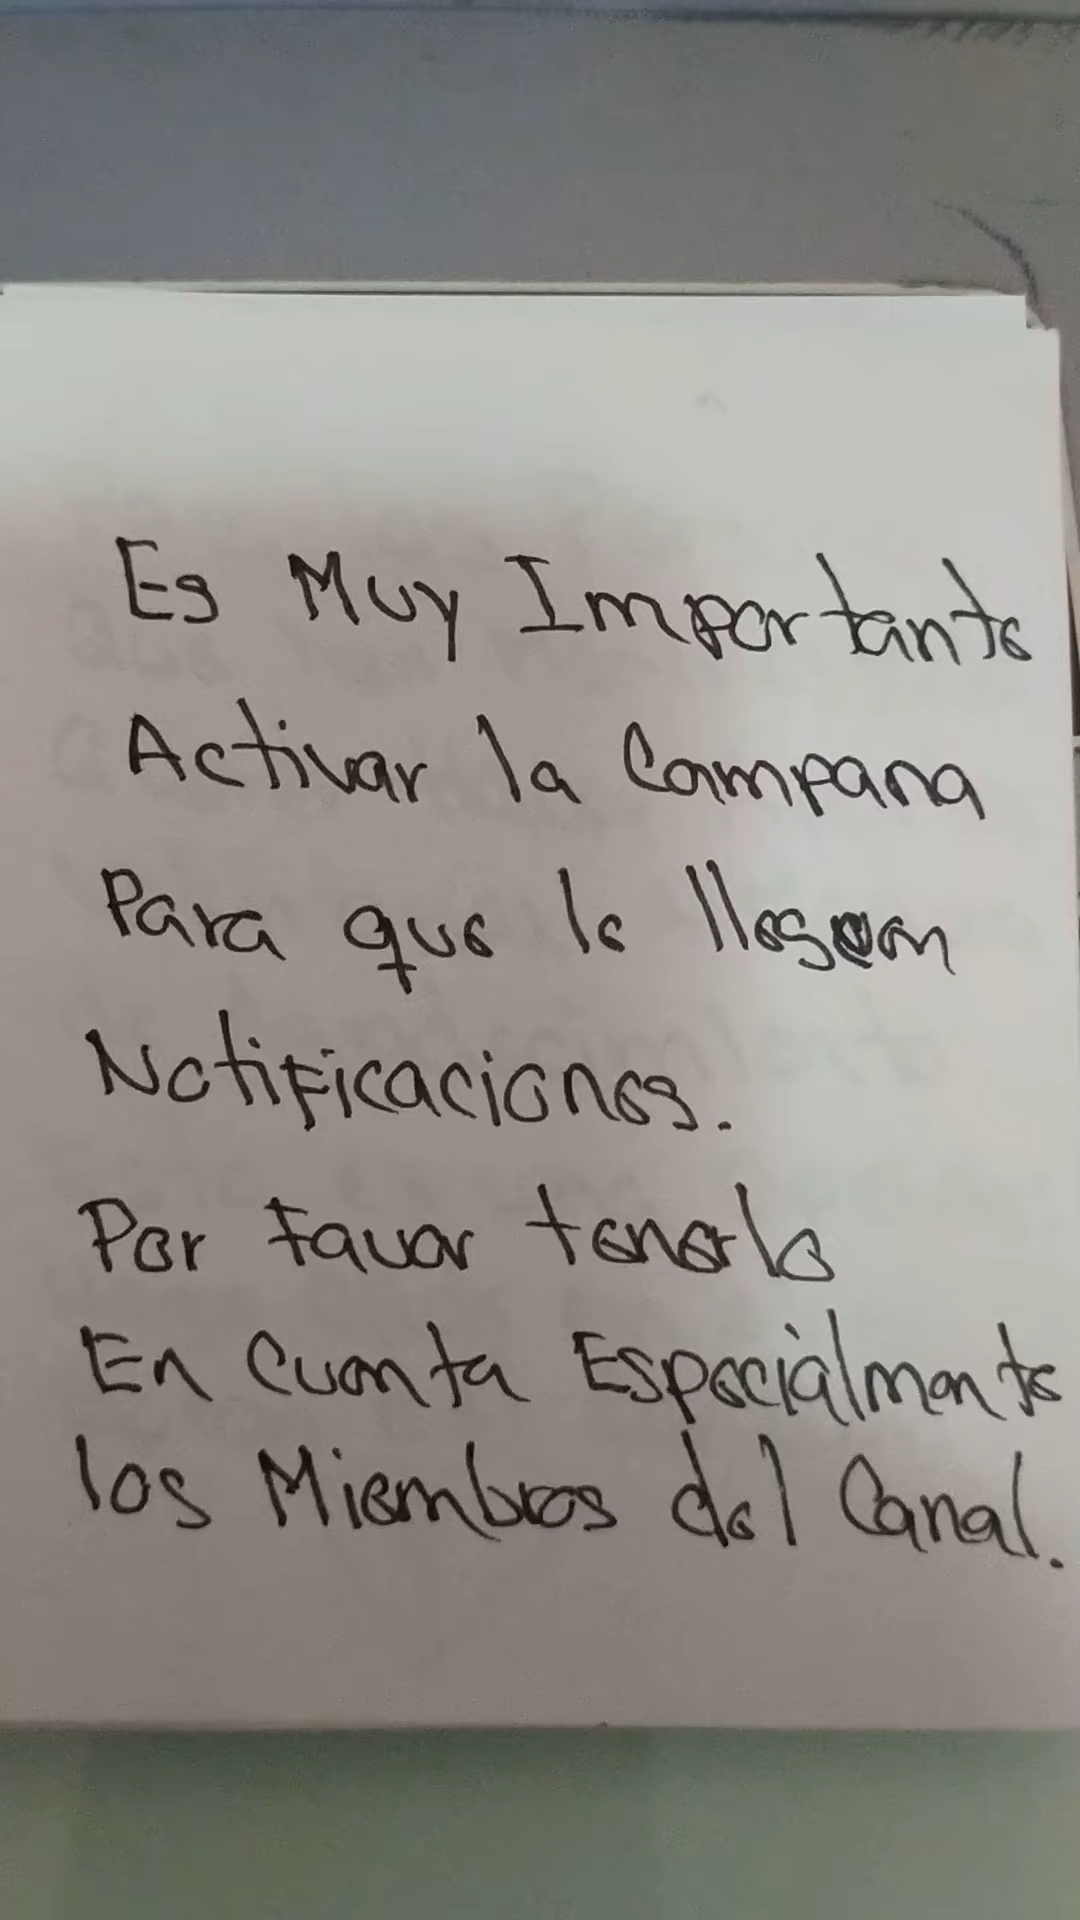 Es Muy Importante
Activar la Campana
Para que le lleguen
Notificaciones.
Por Favor tenerlo
En Cuenta Especialmente
los Miembros del Canal.